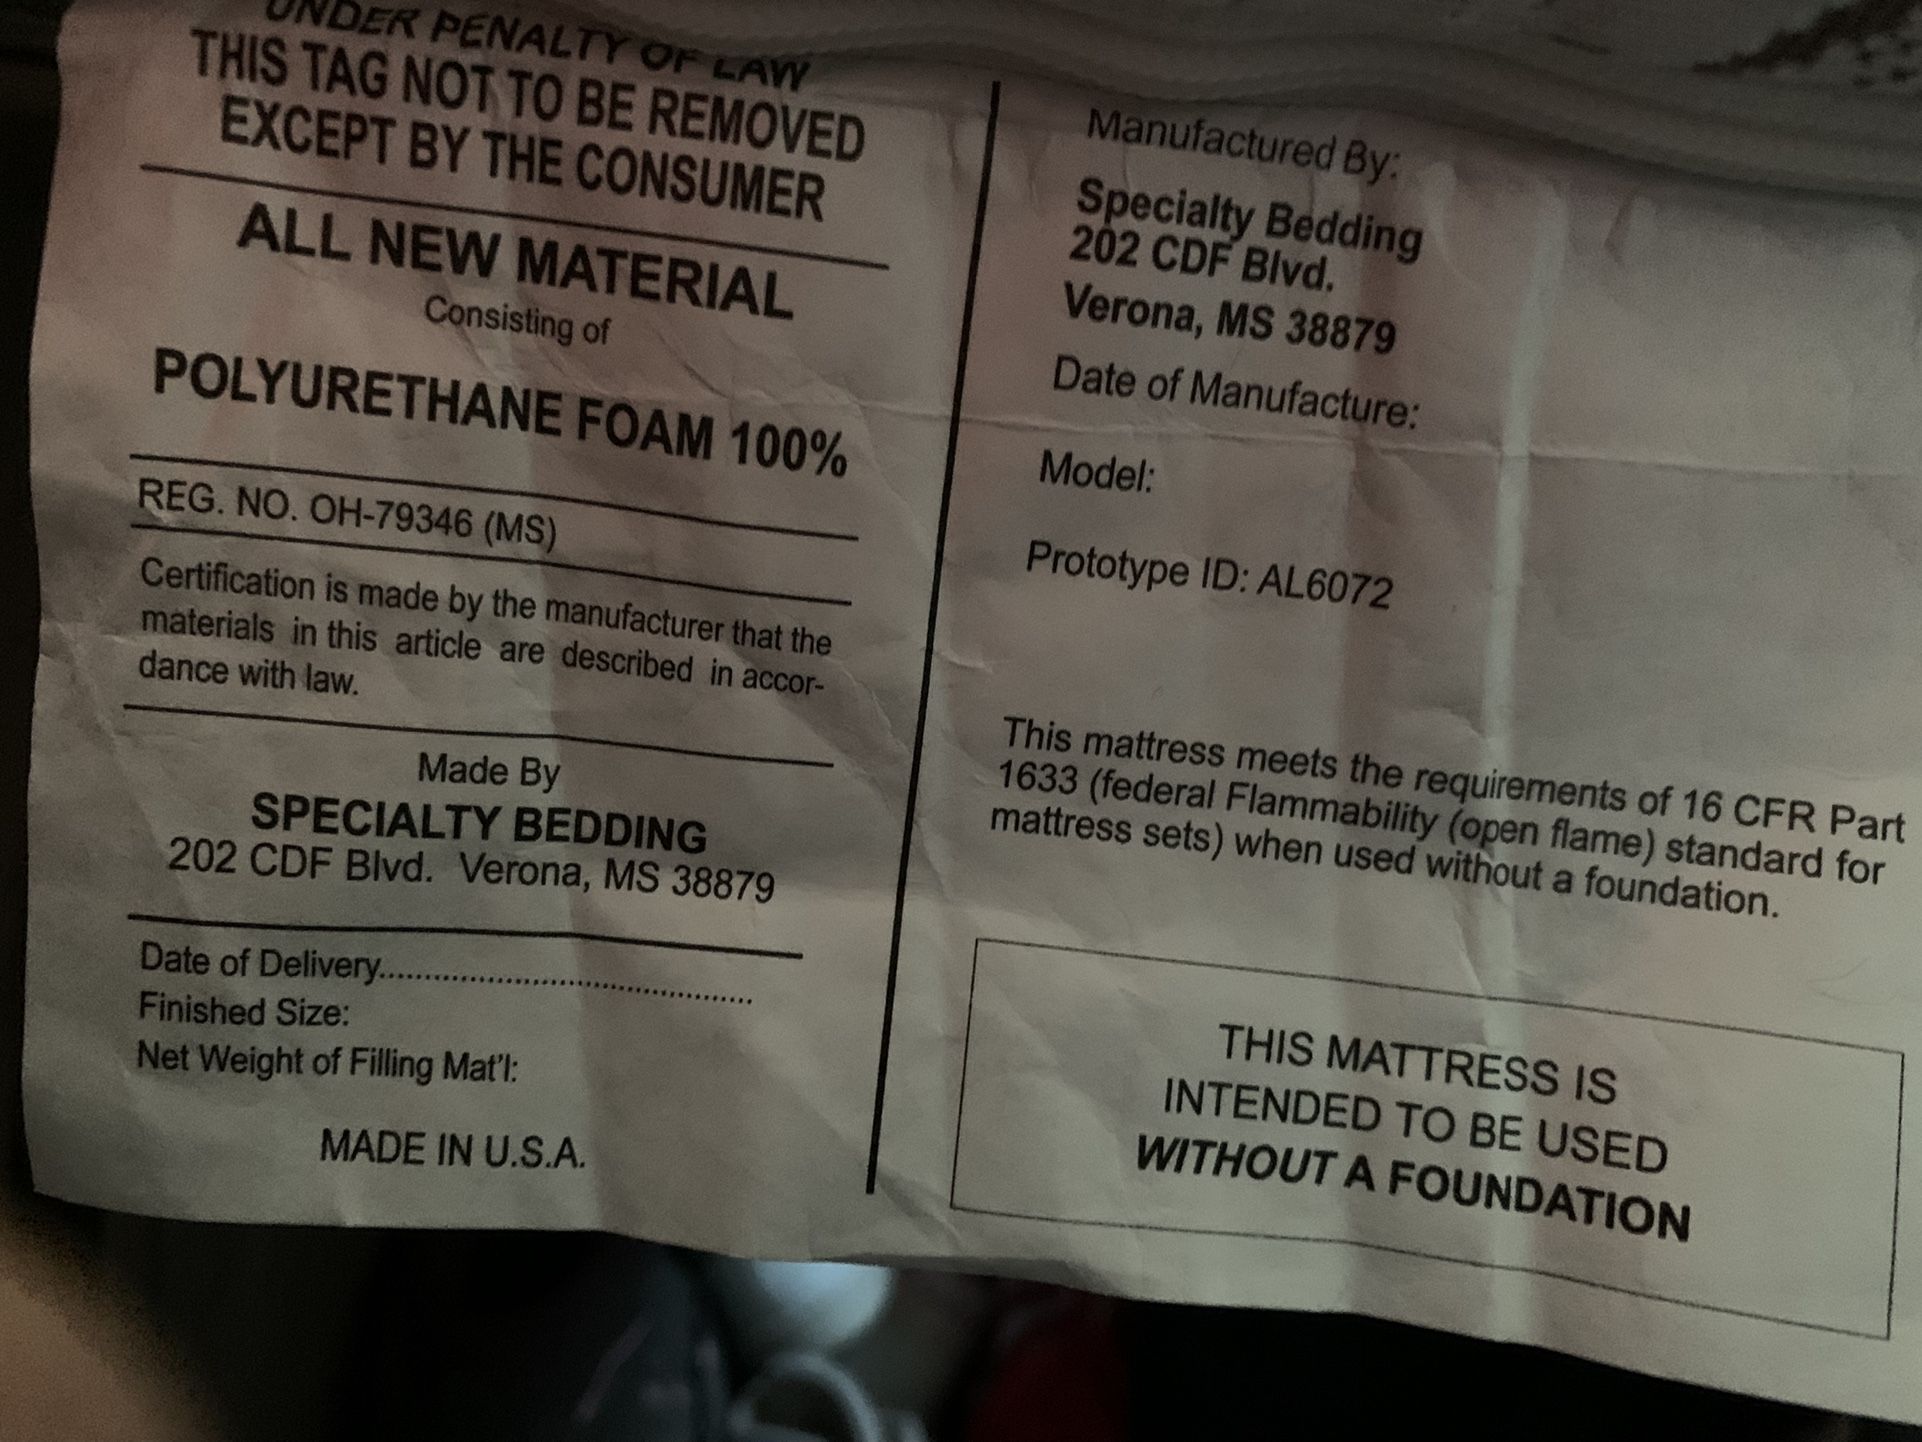 UNDER PENALTY OF LAW
THIS TAG NOT TO BE REMOVED
EXCEPT BY THE CONSUMER
ALL NEW MATERIAL
Consisting of
POLYURETHANE FOAM 100%
REG. NO. OH-79346 (MS)
Certification is made by the manufacturer that the
materials in this article are described in accor-
dance with law.
Made By
SPECIALTY BEDDING
202 CDF Blvd. Verona, MS 38879
Date of Delivery.........................................
Finished Size:
Net Weight of Filling Mat'l:
MADE IN U.S.A.
Manufactured By:
Specialty Bedding
202 CDF Blvd.
Verona, MS 38879
Date of Manufacture:
Model:
Prototype ID: AL6072
This mattress meets the requirements of 16 CFR Part
1633 (federal Flammability (open flame) standard for
mattress sets) when used without a foundation.
THIS MATTRESS IS
INTENDED TO BE USED
WITHOUT A FOUNDATION